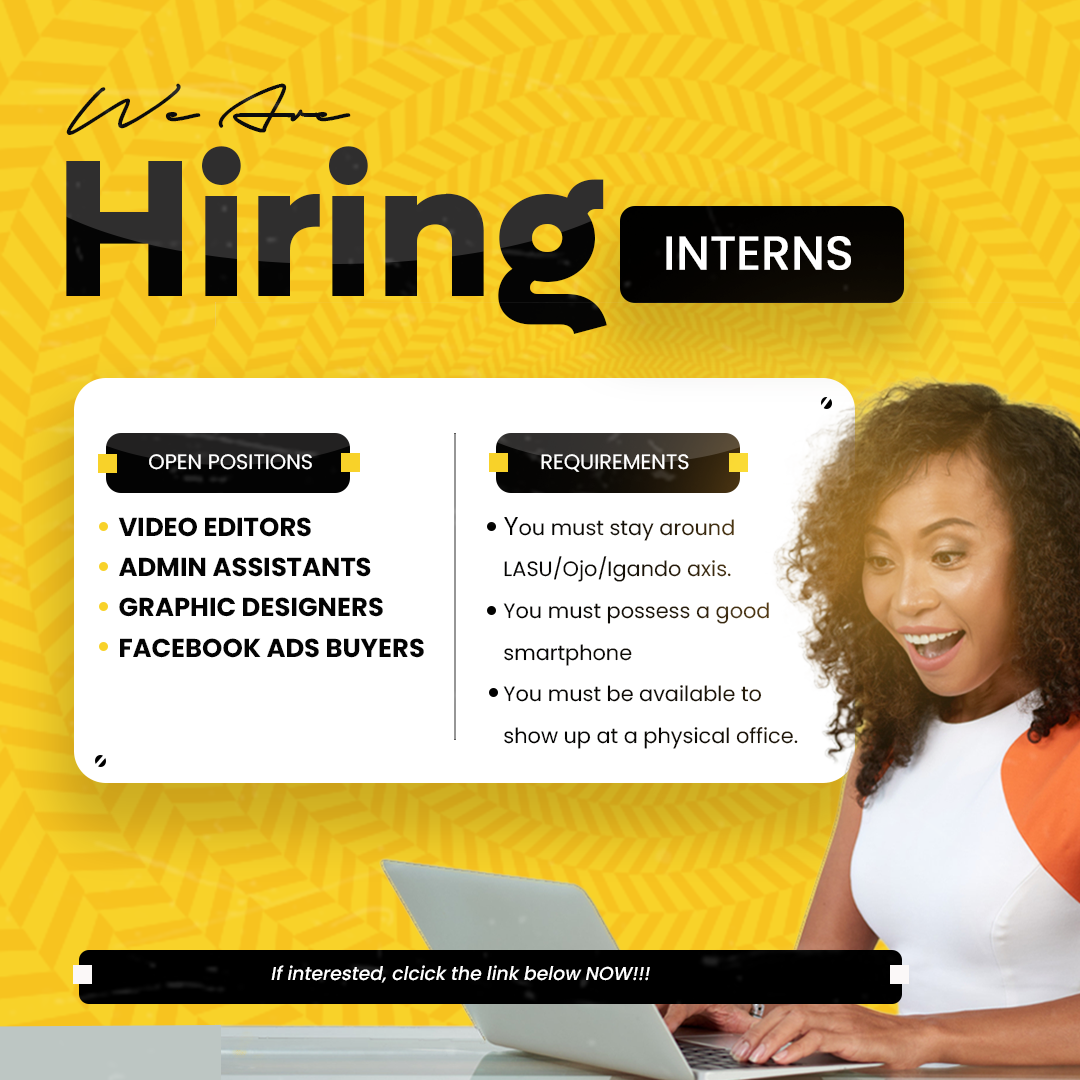 We Are
Hiring
INTERNS
OPEN POSITIONS
VIDEO EDITORS
ADMIN ASSISTANTS
GRAPHIC DESIGNERS
FACEBOOK ADS BUYERS
REQUIREMENTS
You must stay around
LASU/Ojo/Igando axis.
You must possess a good
smartphone
You must be available to
show up at a physical office.
If interested, clcick the link below NOW!!!